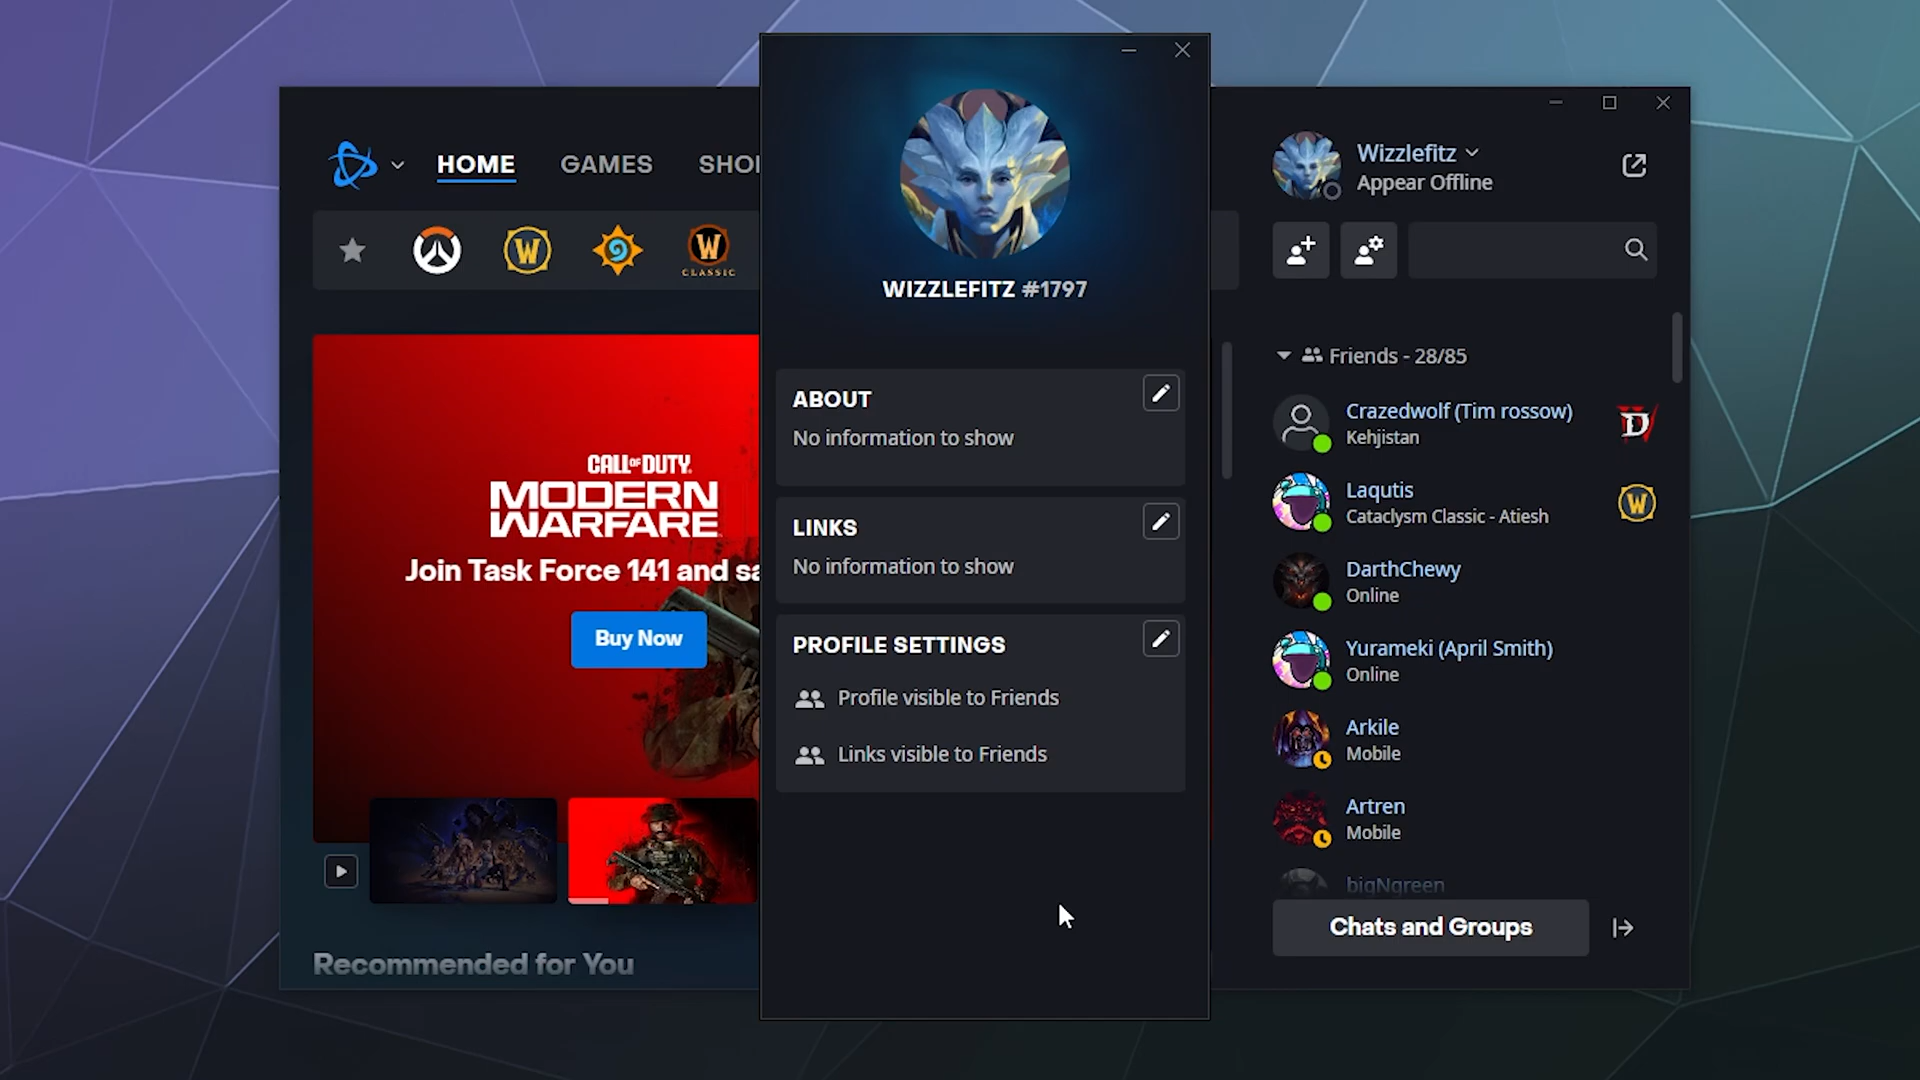 HOME
GAMES
SHO
CLASSIC
CALL OF DUTY
MODERN
WARFARE
Join Task Force 141 and sa
Buy Now
Recommended for You
WIZZLEFITZ #1797
ABOUT
No information to show
LINKS
No information to show
PROFILE SETTINGS
Profile visible to Friends
Links visible to Friends
Wizzlefitz
Appear Offline
Friends - 28/85
Crazedwolf (Tim rossow)
Kehjistan
Laqutis
Cataclysm Classic - Atiesh
DarthChewy
Online
Yurameki (April Smith)
Online
Arkile
Mobile
Artren
Mobile
bigNgreen
Chats and Groups